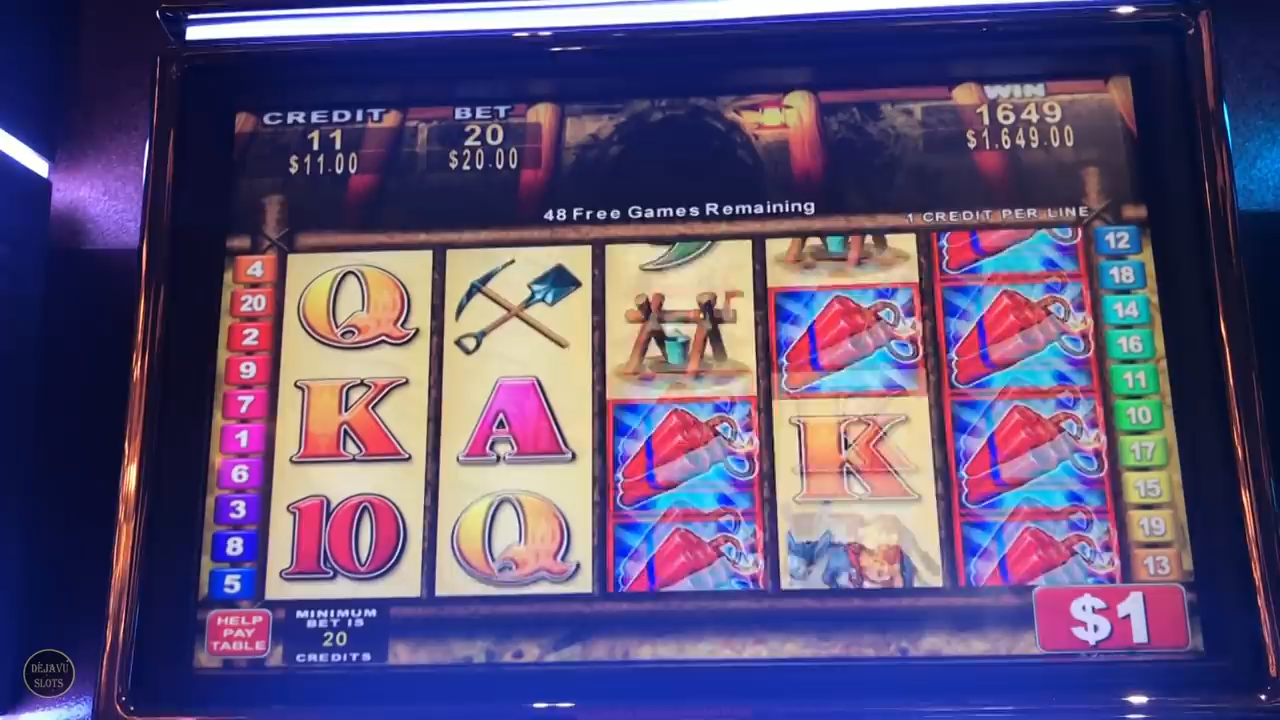 CREDIT
11
$11.00
BET
20
$20.00
WIN
1649
$1.649.00
48 Free Games Remaining
1 CREDIT PER LINE
4
20
2
9
7
1
6
3
8
5
Q
K
10
A
Q
K
12
18
14
16
11
10
17
15
19
13
HELP
PAY
TABLE
MINIMUM
BET IS
20
CREDITS
$1
DÉJÀVU
SLOTS